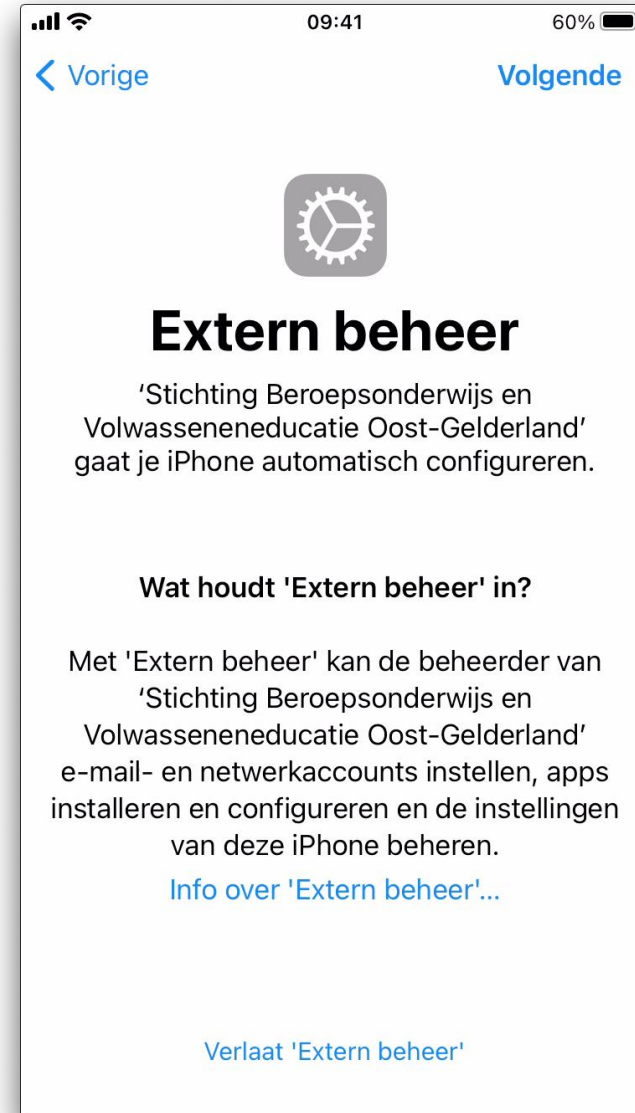 09:41
60%
Vorige
Volgende
Extern beheer
‘Stichting Beroepsonderwijs en
Volwasseneneducatie Oost-Gelderland’
gaat je iPhone automatisch configureren.
Wat houdt 'Extern beheer' in?
Met 'Extern beheer' kan de beheerder van
‘Stichting Beroepsonderwijs en
Volwasseneneducatie Oost-Gelderland’
e-mail- en netwerkaccounts instellen, apps
installeren en configureren en de instellingen
van deze iPhone beheren.
Info over 'Extern beheer'...
Verlaat 'Extern beheer'